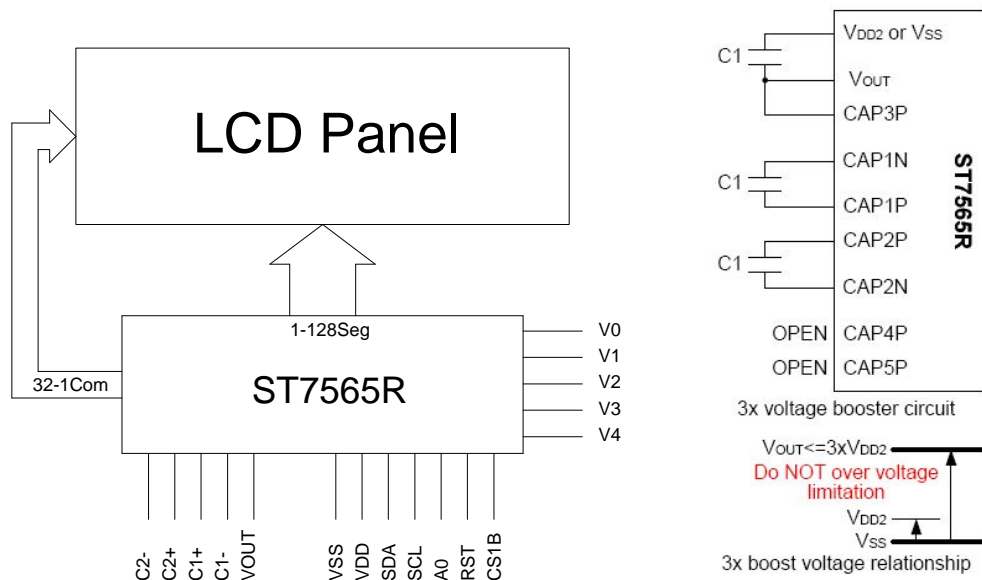 LCD Panel
1-128Seg
32-1Com
ST7565R
V0
V1
V2
V3
V4
C2-
C2+
C1+
C1-
VOUT
VSS
VDD
SDA
SCL
A0
RST
CS1B
VDD2 or VSS
C1
VOUT
CAP3P
CAP1N
C1
CAP1P
CAP2P
C1
CAP2N
OPEN CAP4P
OPEN CAP5P
ST7565R
3x voltage booster circuit
VOUT<=3xVDD2
Do NOT over voltage
limitation
VDD2
VSS
3x boost voltage relationship